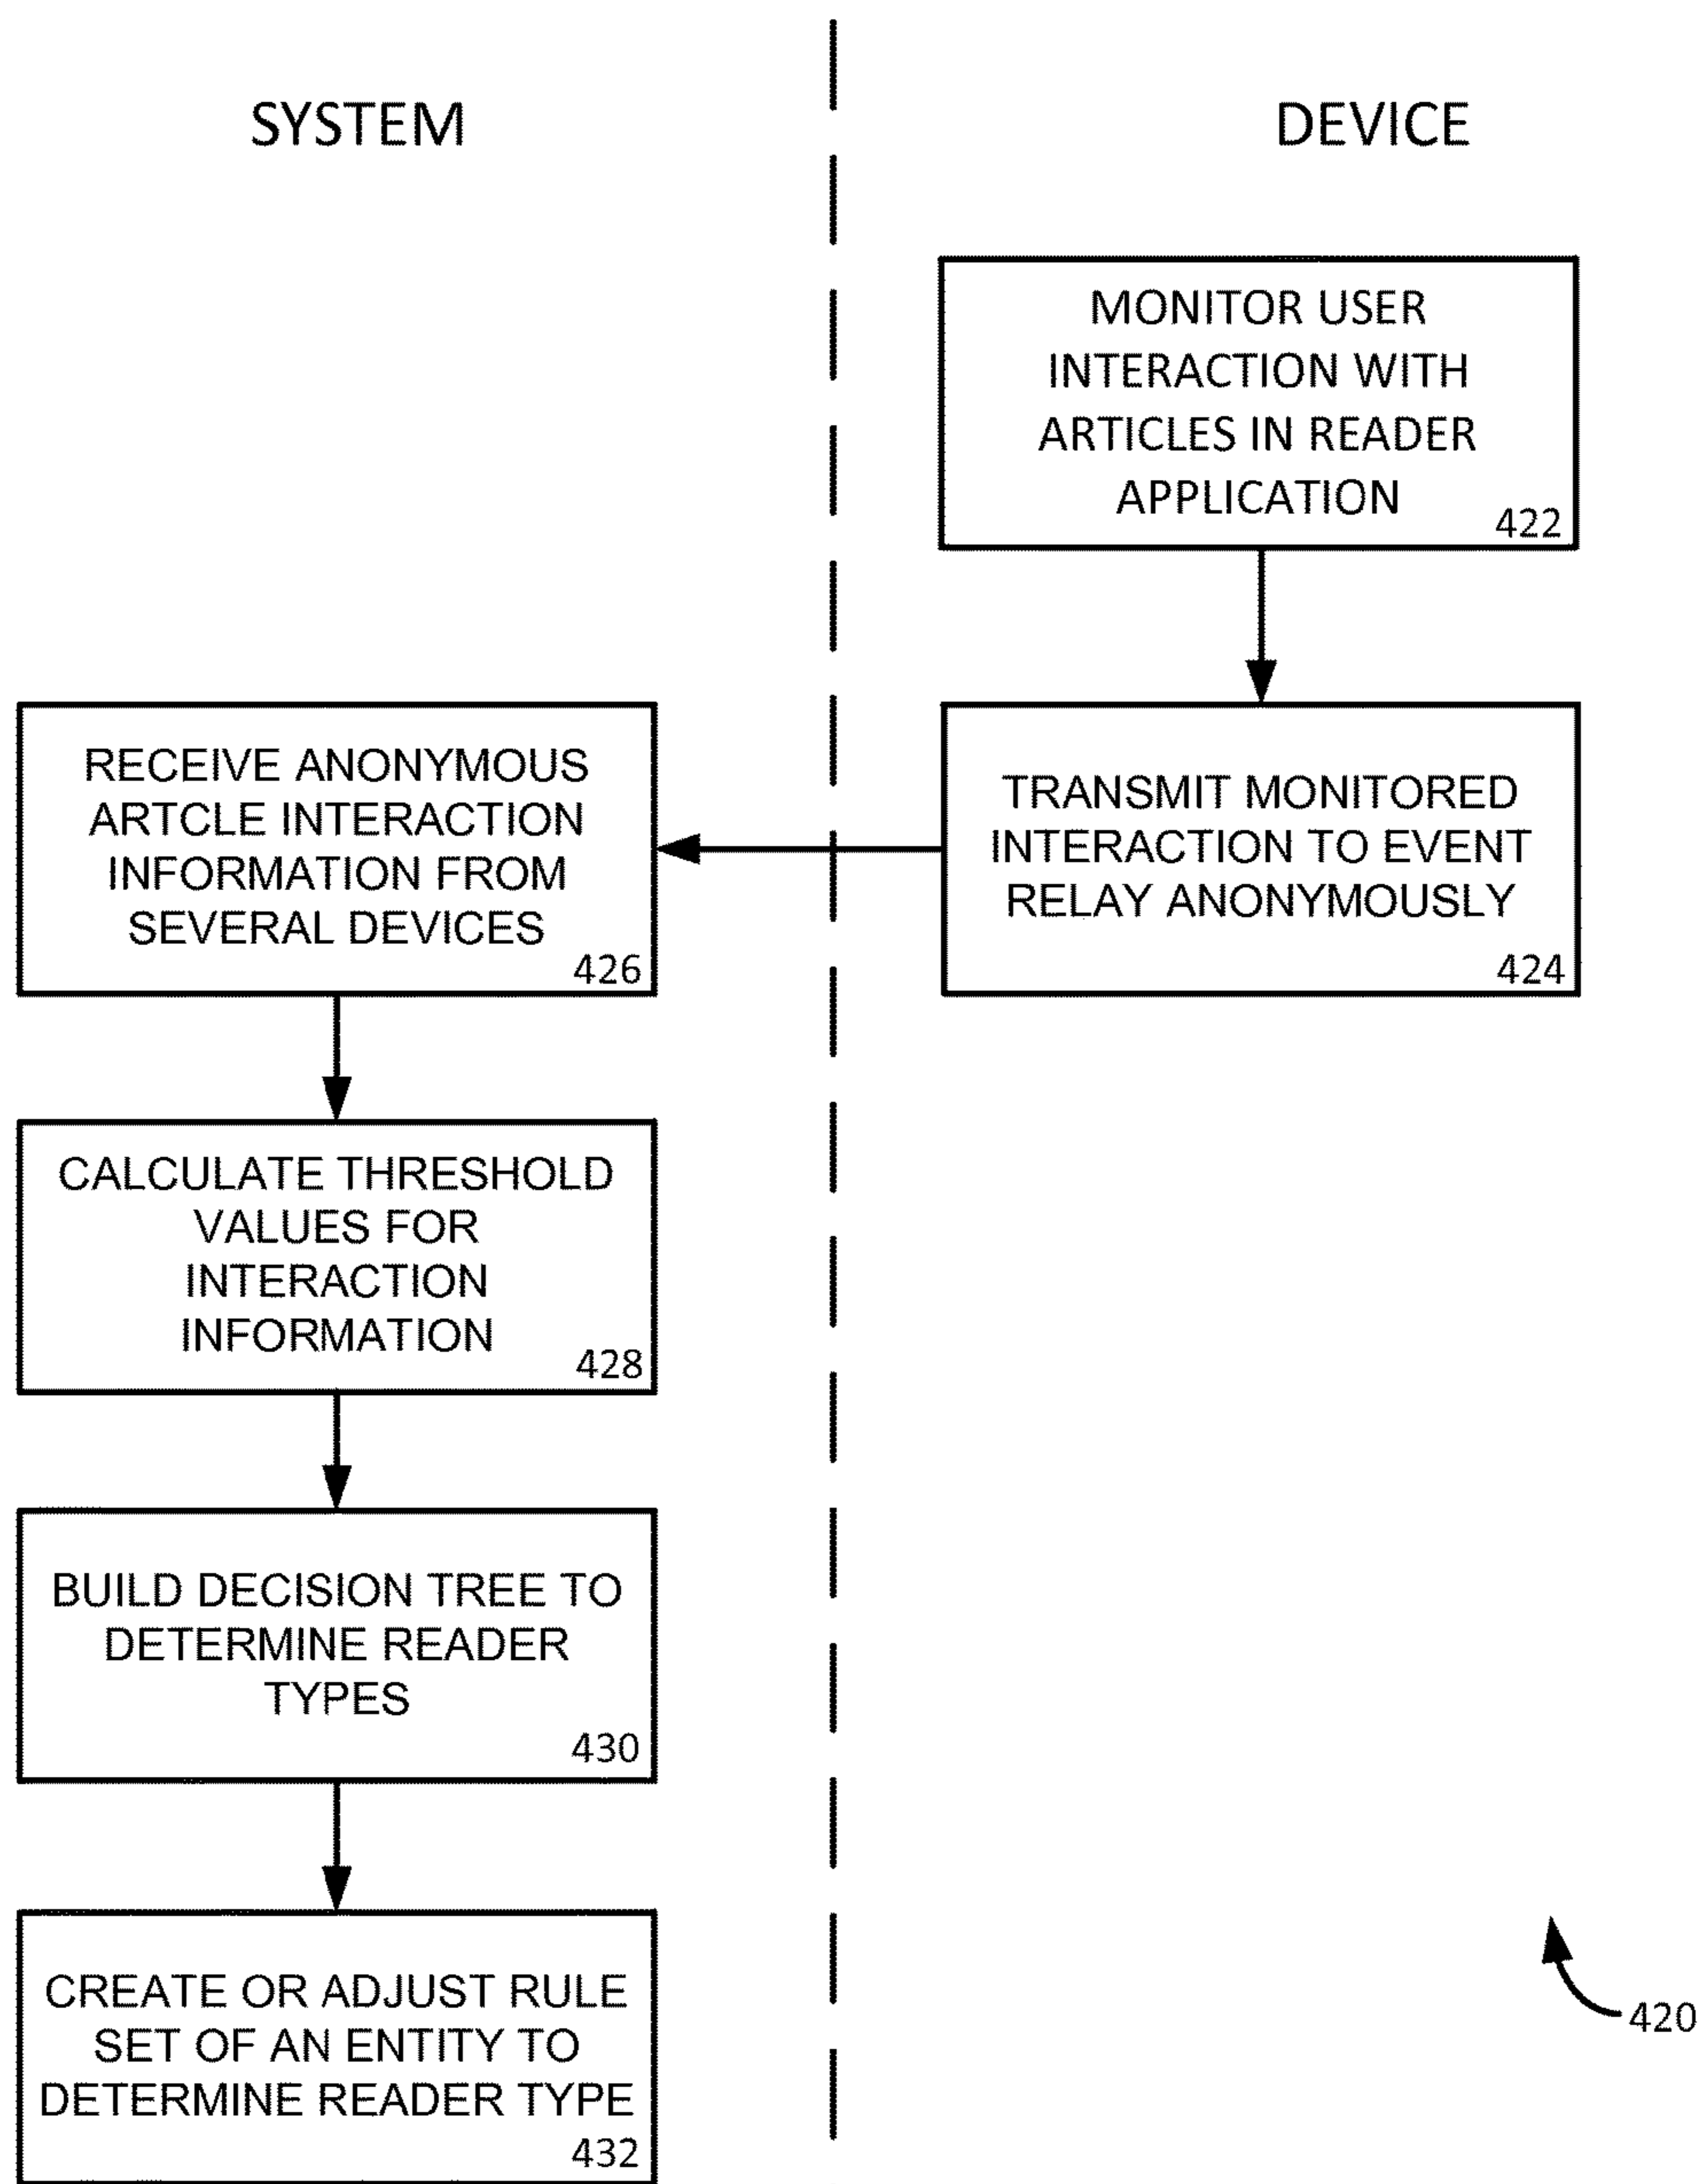 SYSTEM
DEVICE
MONITOR USER
INTERACTION WITH
ARTICLES IN READER
APPLICATION
422
TRANSMIT MONITORED
INTERACTION TO EVENT
RELAY ANONYMOUSLY
424
RECEIVE ANONYMOUS
ARTCLE INTERACTION
INFORMATION FROM
SEVERAL DEVICES
426
CALCULATE THRESHOLD
VALUES FOR
INTERACTION
INFORMATION
428
BUILD DECISION TREE TO
DETERMINE READER
TYPES
430
CREATE OR ADJUST RULE
SET OF AN ENTITY TO
DETERMINE READER TYPE
432
420